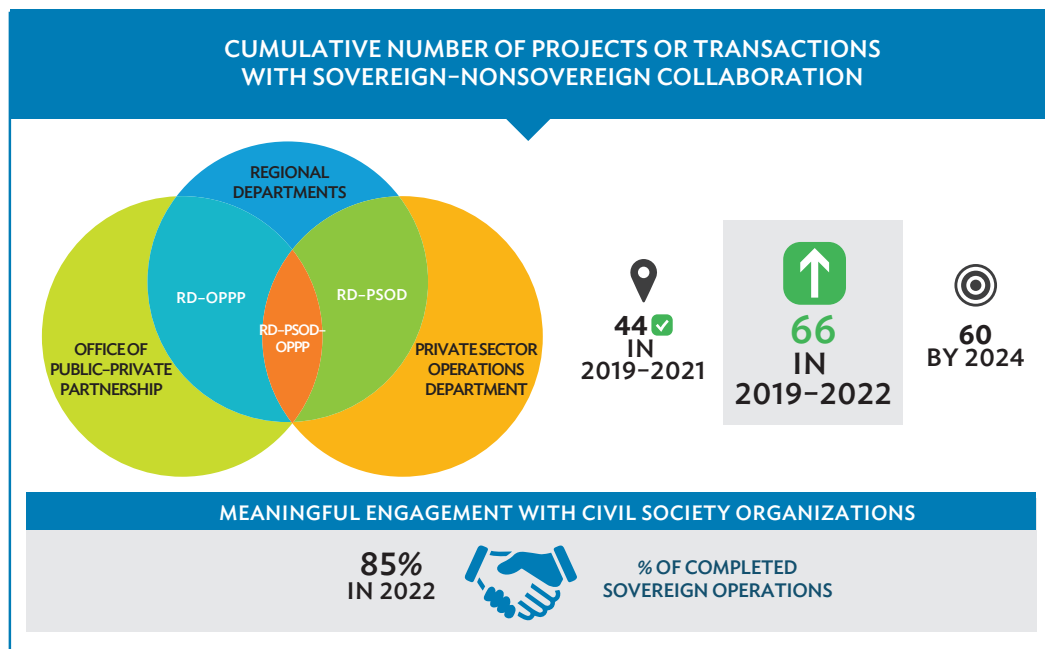 CUMULATIVE NUMBER OF PROJECTS OR TRANSACTIONS
WITH SOVEREIGN–NONSOVEREIGN COLLABORATION
REGIONAL
DEPARTMENTS
RD–OPPP
RD–PSOD
RD–PSOD–
OPPP
OFFICE OF
PUBLIC–PRIVATE
PARTNERSHIP
PRIVATE SECTOR
OPERATIONS
DEPARTMENT
44
IN
2019–2021
66
IN
2019–2022
60
BY 2024
MEANINGFUL ENGAGEMENT WITH CIVIL SOCIETY ORGANIZATIONS
85%
IN 2022
% OF COMPLETED
SOVEREIGN OPERATIONS